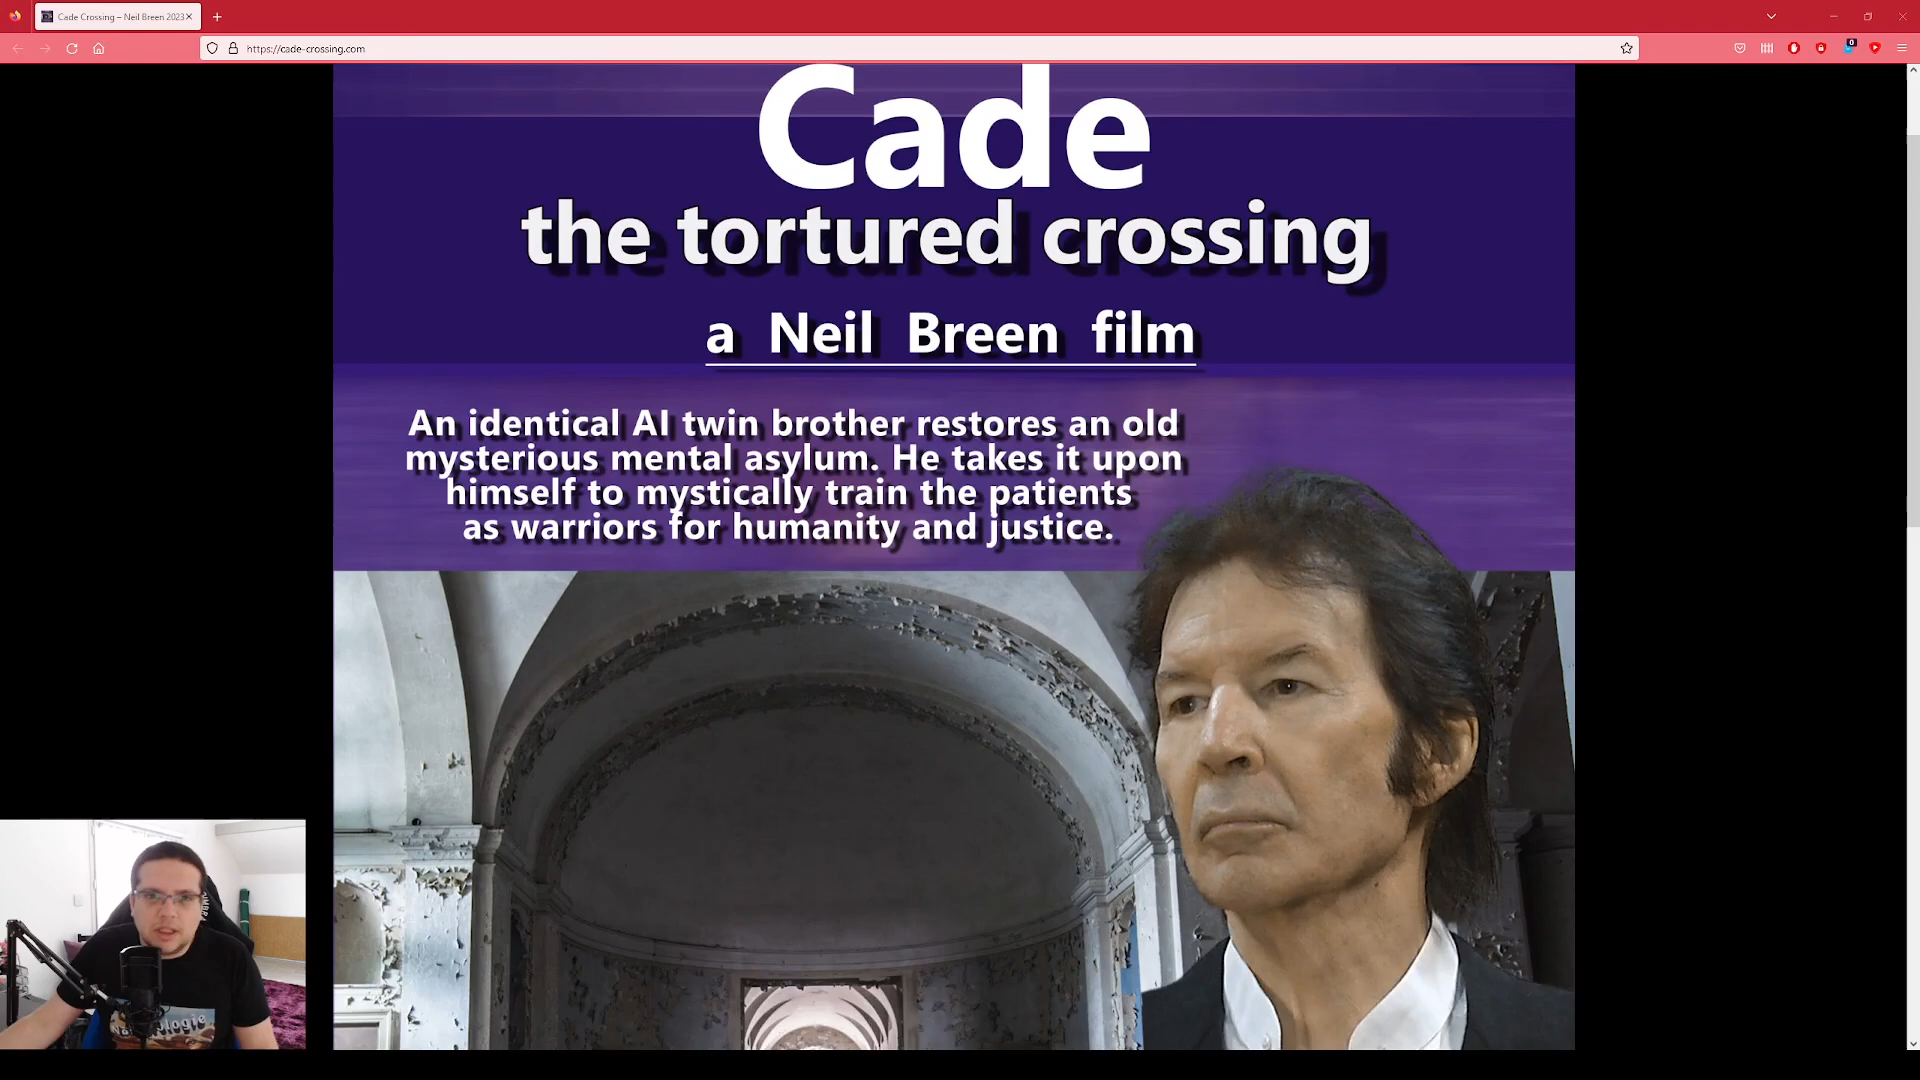 Cade Crossing – Neil Breen 2023
https://cade-crossing.com
0
Cade
the tortured crossing
a Neil Breen film
An identical AI twin brother restores an old
mysterious mental asylum. He takes it upon
himself to mystically train the patients
as warriors for humanity and justice.